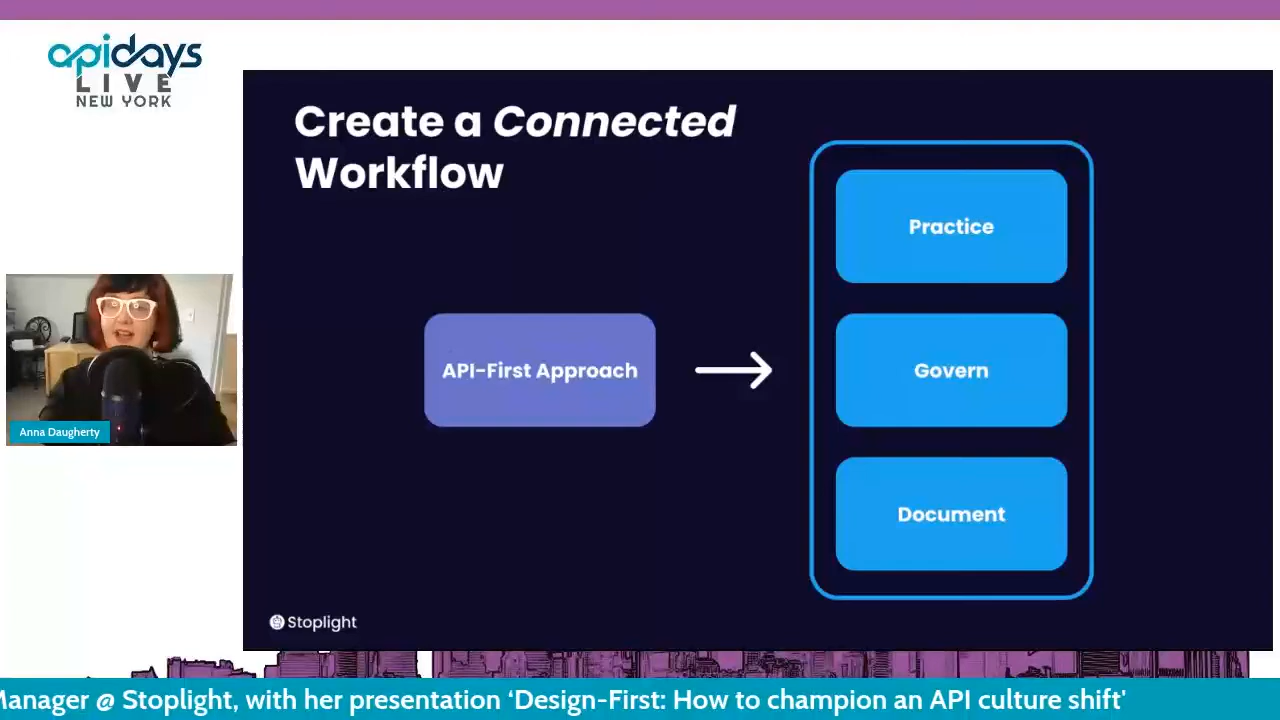 apidays
LIVE
NEW YORK
Create a Connected
Workflow
Practice
API-First Approach
Govern
Document
Anna Daugherty
Stoplight
Manager @ Stoplight, with her presentation ‘Design-First: How to champion an API culture shift'